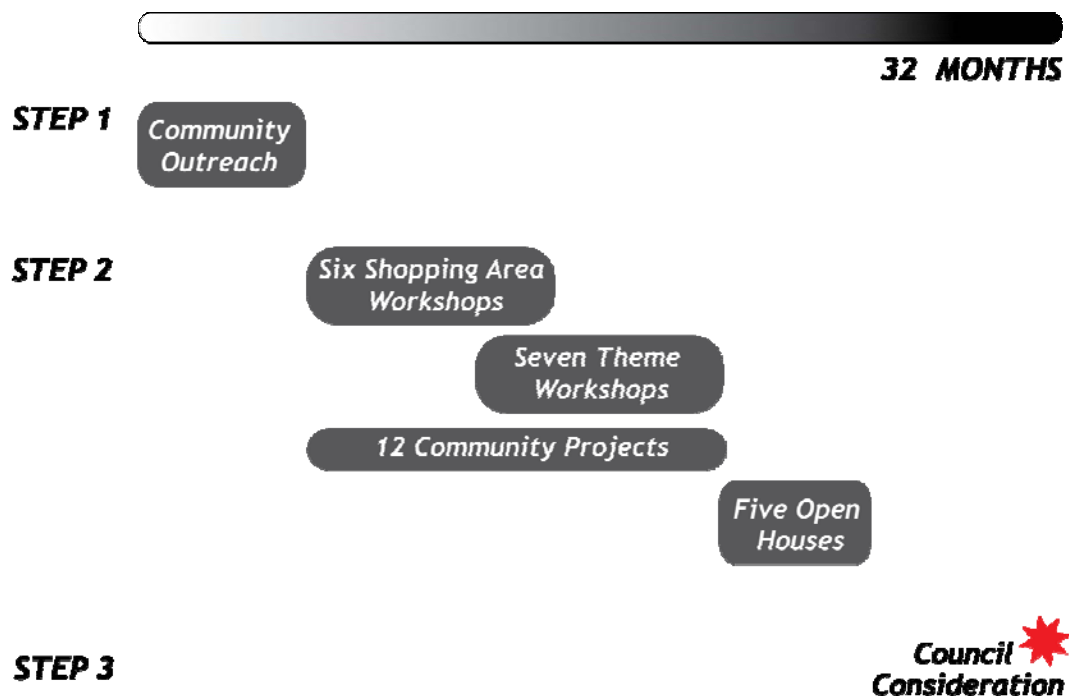 32 MONTHS
STEP 1
Community
Outreach
STEP 2
Six Shopping Area
Workshops
Seven Theme
Workshops
12 Community Projects
Five Open
Houses
STEP 3
Council
Consideration